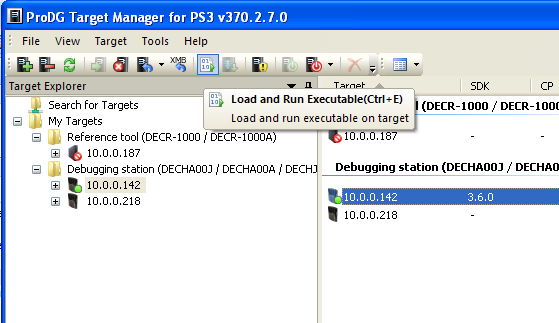 ProDG Target Manager for PS3 v370.2.7.0
File View Target Tools Help
XMB
Target Explorer
Search for Targets
My Targets
Reference tool (DECR-1000 / DECR-1000A)
10.0.0.187
Debugging station (DECHA00J / DECHA00A / DECHJ
10.0.0.142
10.0.0.218
Load and Run Executable(Ctrl+E)
Load and run executable on target
Target SDK CP
(DECR-1000 / DECR-1
10.0.0.187 -
Debugging station (DECHA00J / DECHA00
10.0.0.142 3.6.0
10.0.0.218 -